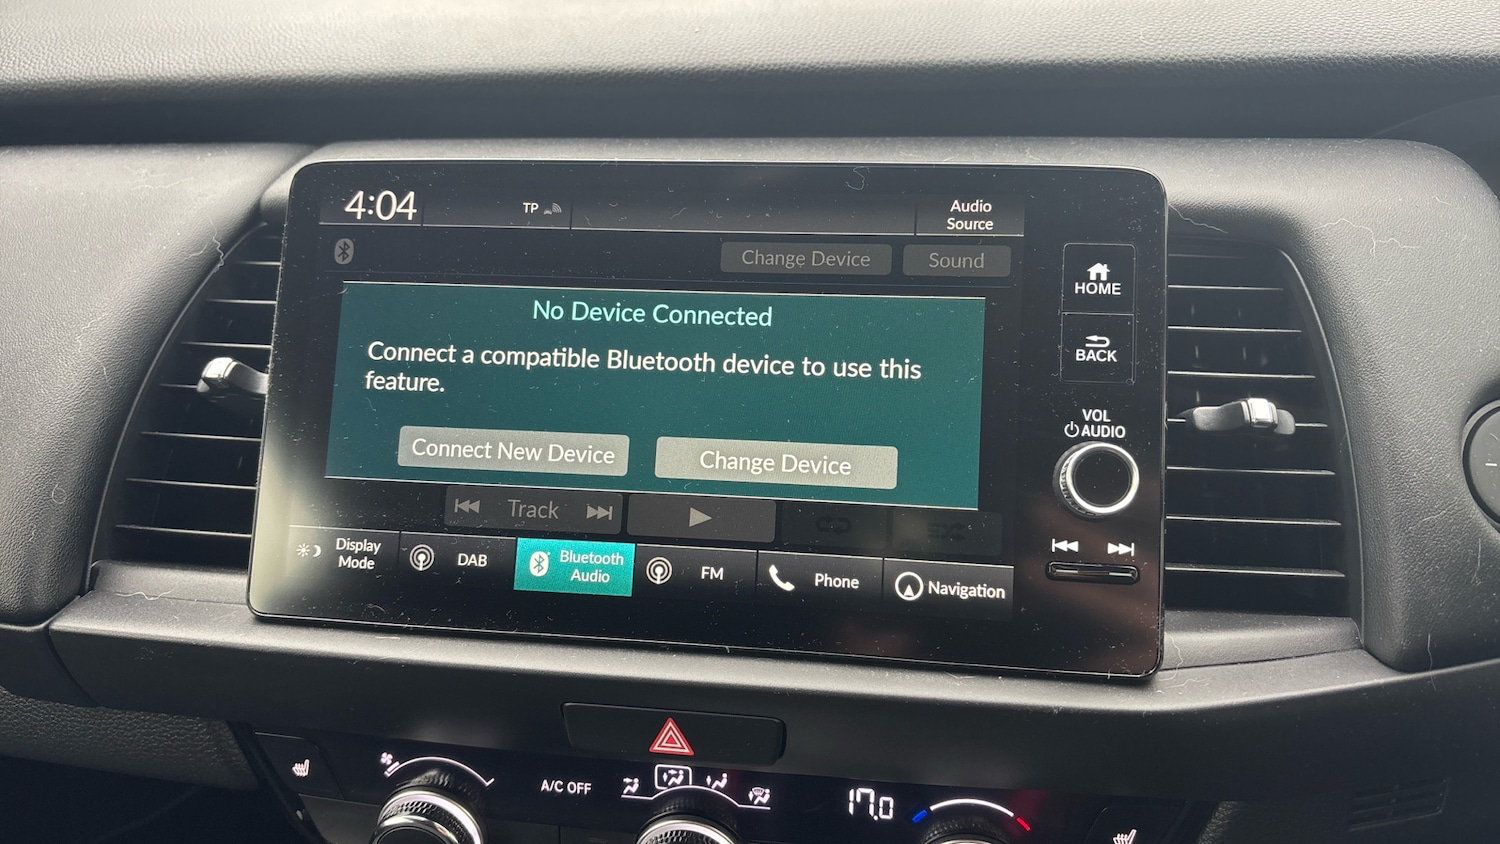 4:04
TP
Audio
Source
Change Device
Sound
No Device Connected
Connect a compatible Bluetooth device to use this
feature.
Connect New Device
Change Device
Track
Display
Mode
DAB
Bluetooth
Audio
FM
Phone
Navigation
HOME
BACK
VOL
AUDIO
A/C OFF
17.0